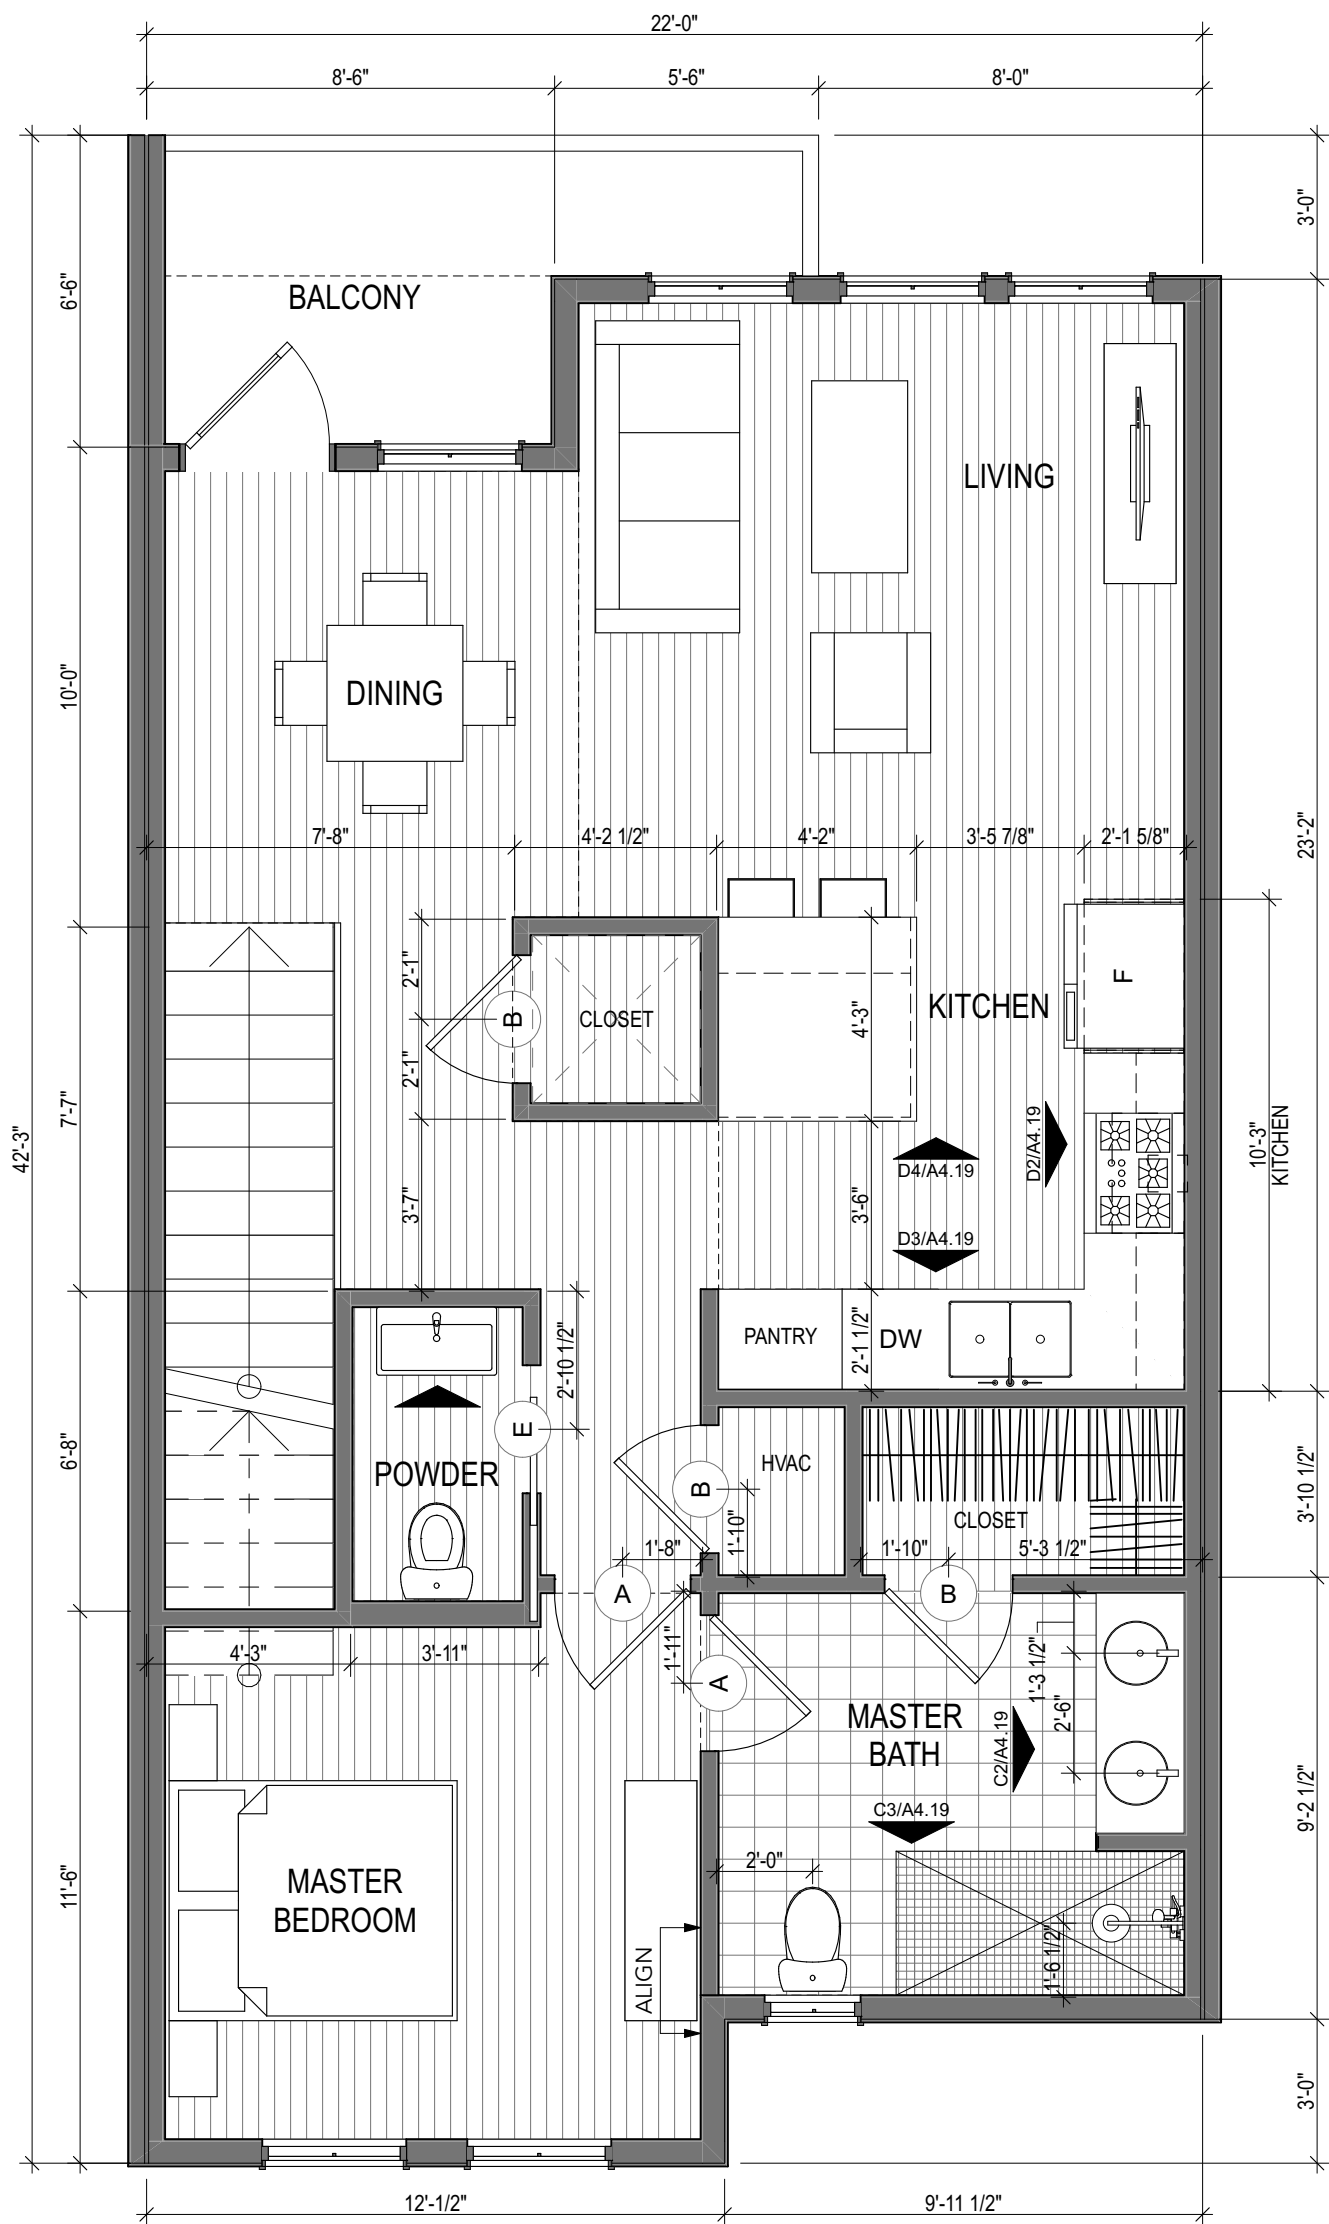 22'-0"
8'-6"
5'-6"
8'-0"
3'-0"
6'-6"
BALCONY
LIVING
10'-0"
DINING
7'-8"
4'-2 1/2"
4'-2"
3'-5 7/8"
2'-1 5/8"
23'-2"
2'-1"
F
KITCHEN
4'-3"
B
CLOSET
2'-1"
7'-7"
42'-3"
10'-3"
KITCHEN
D2/A4.19
D4/A4.19
3'-7"
3'-6"
D3/A4.19
PANTRY
DW
2'-1 1/2"
2'-10 1/2"
E
6'-8"
POWDER
HVAC
B
1'-10"
CLOSET
3'-10 1/2"
1'-8"
1'-10"
5'-3 1/2"
A
B
4'-3"
3'-11"
1'-11"
A
1'-3 1/2"
2'-6"
MASTER
BATH
C2/A4.19
C3/A4.19
9'-2 1/2"
2'-0"
11'-6"
MASTER
BEDROOM
ALIGN
1'-6 1/2"
3'-0"
12'-1/2"
9'-11 1/2"